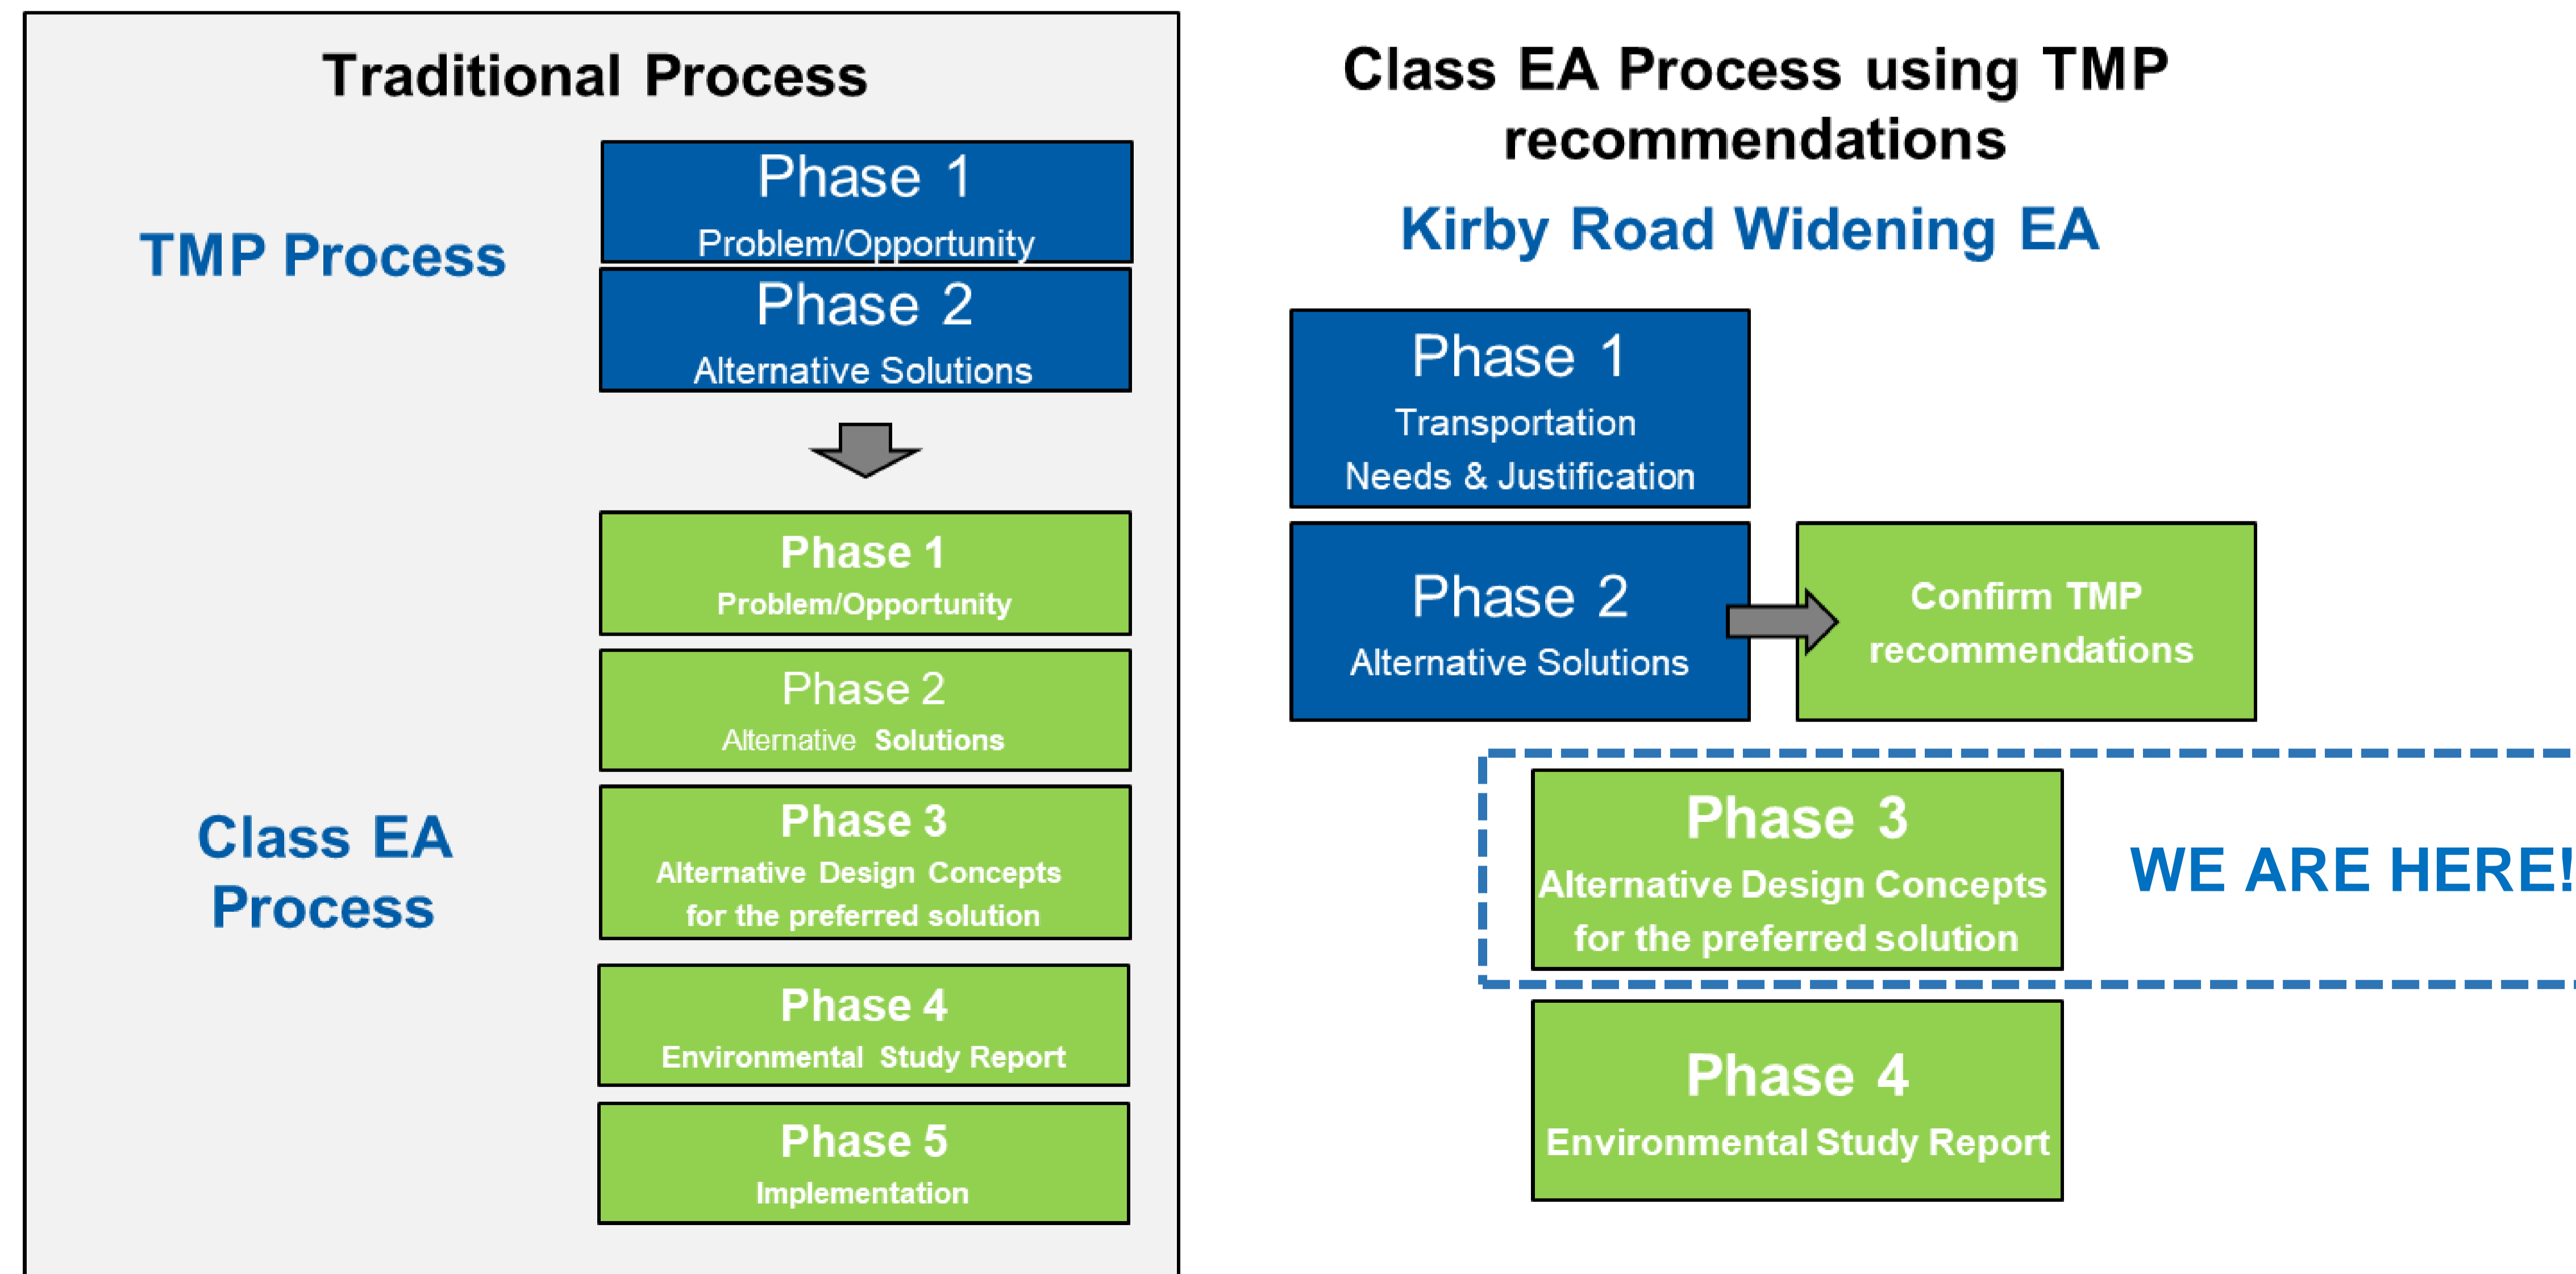 Traditional Process
TMP Process
Phase 1
Problem/Opportunity
Phase 2
Alternative Solutions
Class EA
Process
Phase 1
Problem/Opportunity
Phase 2
Alternative Solutions
Phase 3
Alternative Design Concepts
for the preferred solution
Phase 4
Environmental Study Report
Phase 5
Implementation
Class EA Process using TMP
recommendations
Kirby Road Widening EA
Phase 1
Transportation
Needs & Justification
Phase 2
Alternative Solutions
Confirm TMP
recommendations
Phase 3
Alternative Design Concepts
for the preferred solution
WE ARE HERE!
Phase 4
Environmental Study Report